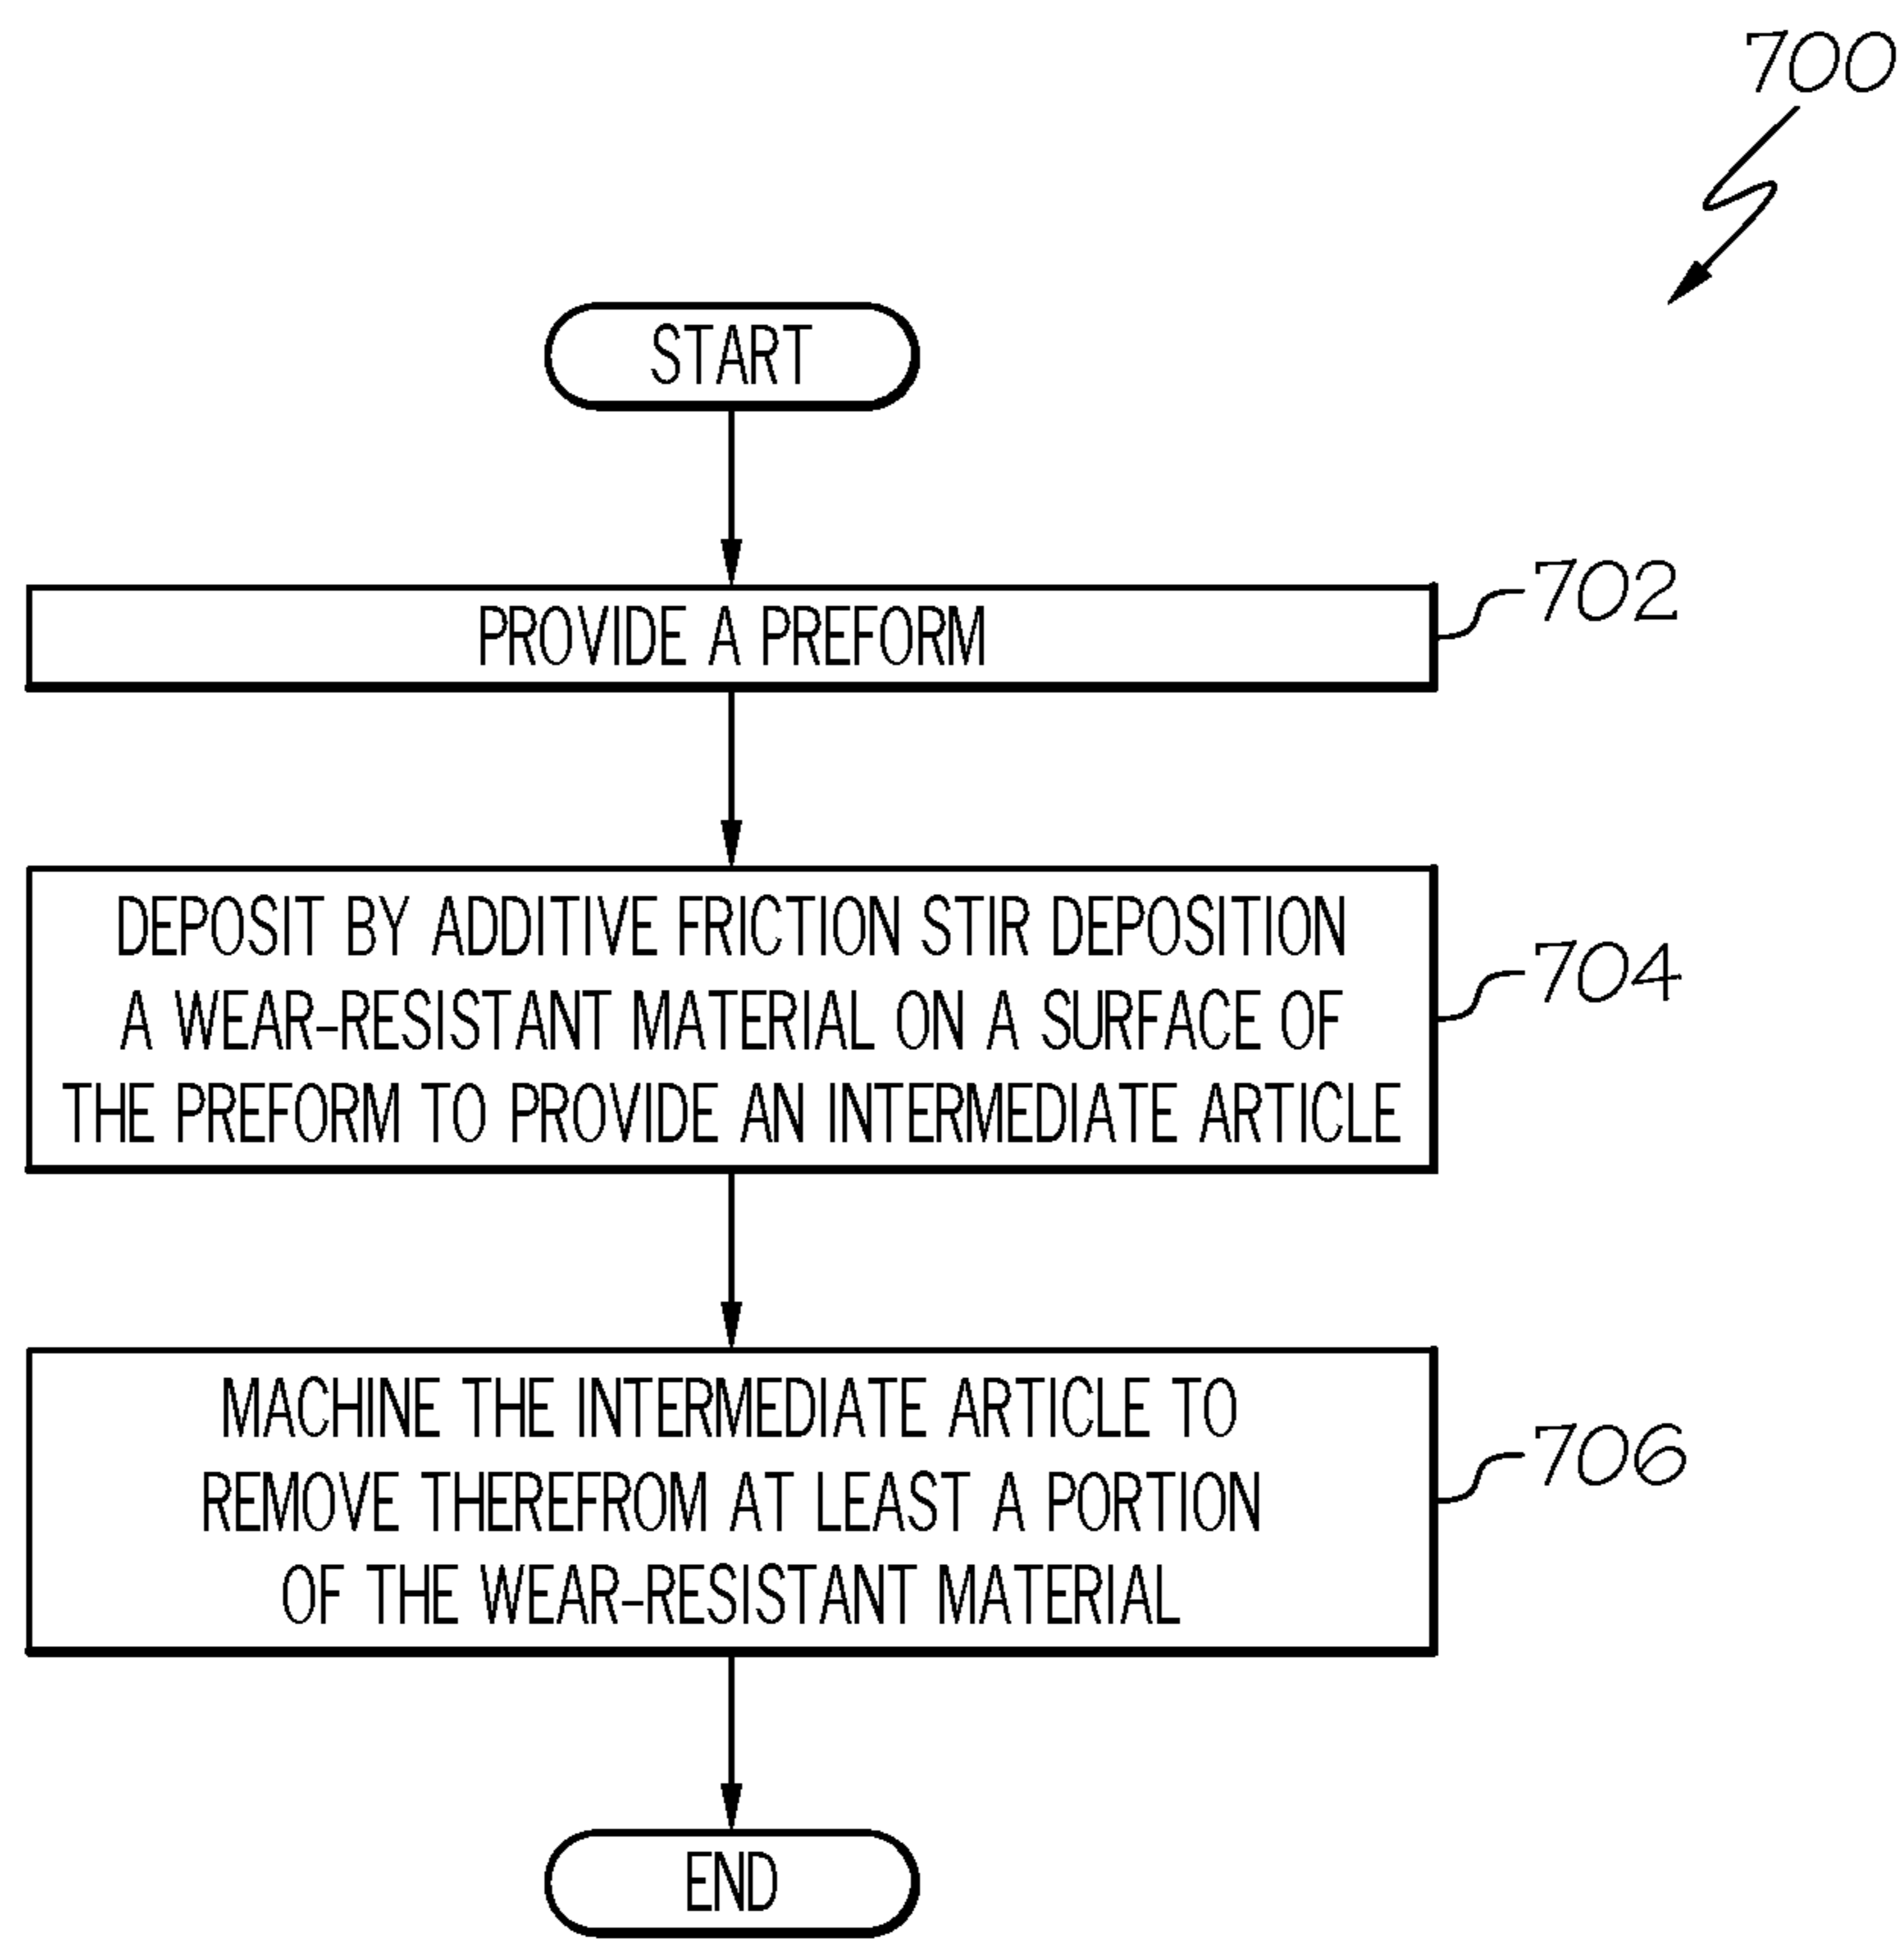 700
START
PROVIDE A PREFORM
702
DEPOSIT BY ADDITIVE FRICTION STIR DEPOSITION
A WEAR-RESISTANT MATERIAL ON A SURFACE OF
THE PREFORM TO PROVIDE AN INTERMEDIATE ARTICLE
704
MACHINE THE INTERMEDIATE ARTICLE TO
REMOVE THEREFROM AT LEAST A PORTION
OF THE WEAR-RESISTANT MATERIAL
706
END